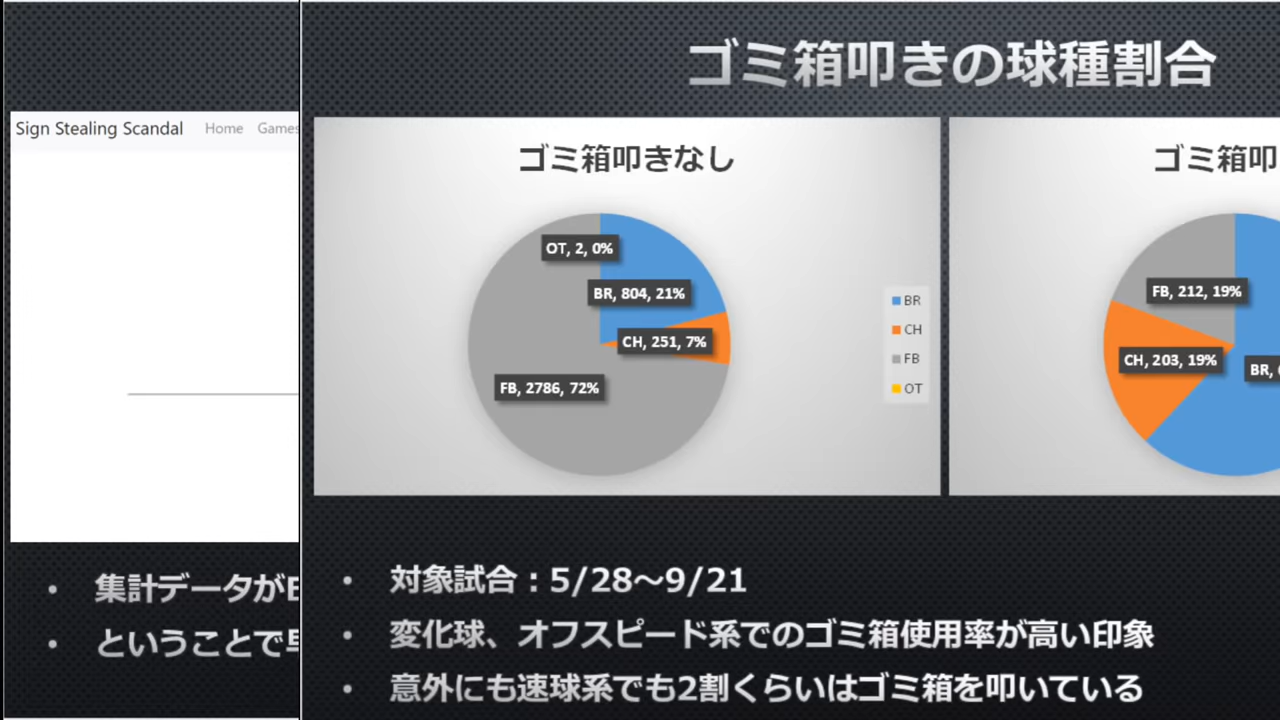 Sign Stealing Scandal Home Games
集計データが
ということで
ゴミ箱叩きの球種割合
ゴミ箱叩きなし
OT, 2, 0%
BR, 804, 21%
CH, 251, 7%
FB, 2786, 72%
BR
CH
FB
OT
ゴミ箱叩
FB, 212, 19%
CH, 203, 19%
BR,
• 対象試合：5/28～9/21
• 変化球、オフスピード系でのゴミ箱使用率が高い印象
• 意外にも速球系でも2割くらいはゴミ箱を叩いている